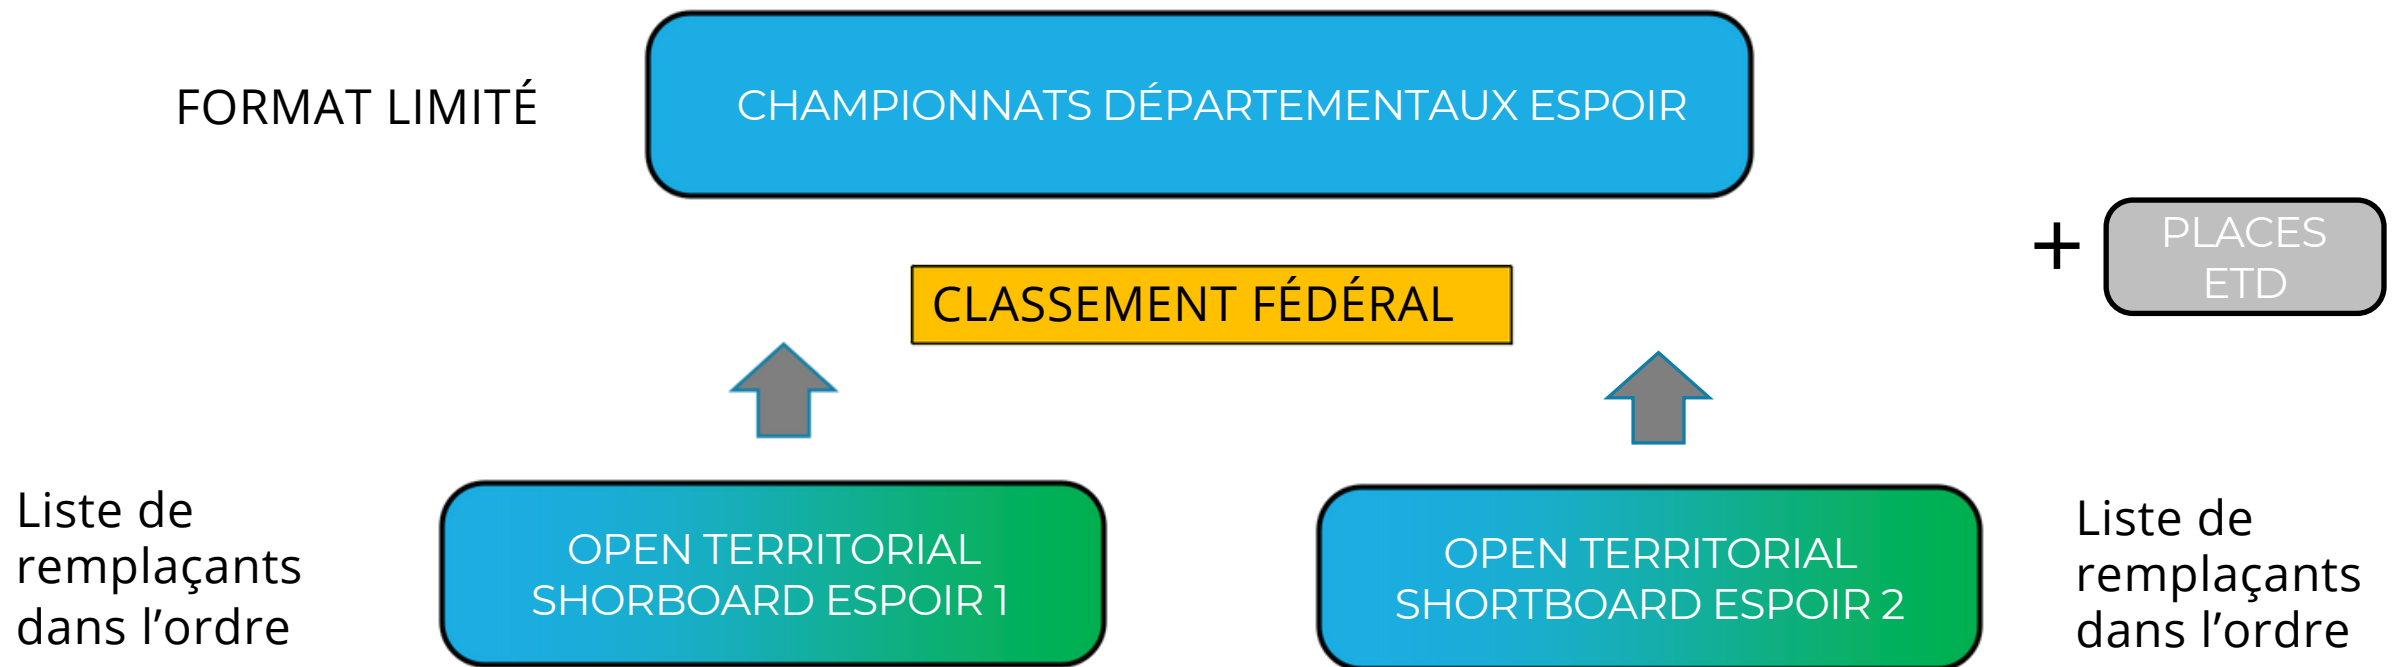 FORMAT LIMITÉ
CHAMPIONNATS DÉPARTEMENTAUX ESPOIR
+
PLACES
ETD
CLASSEMENT FÉDÉRAL
Liste de
remplaçants
dans l’ordre
OPEN TERRITORIAL
SHORBOARD ESPOIR 1
OPEN TERRITORIAL
SHORTBOARD ESPOIR 2
Liste de
remplaçants
dans l’ordre